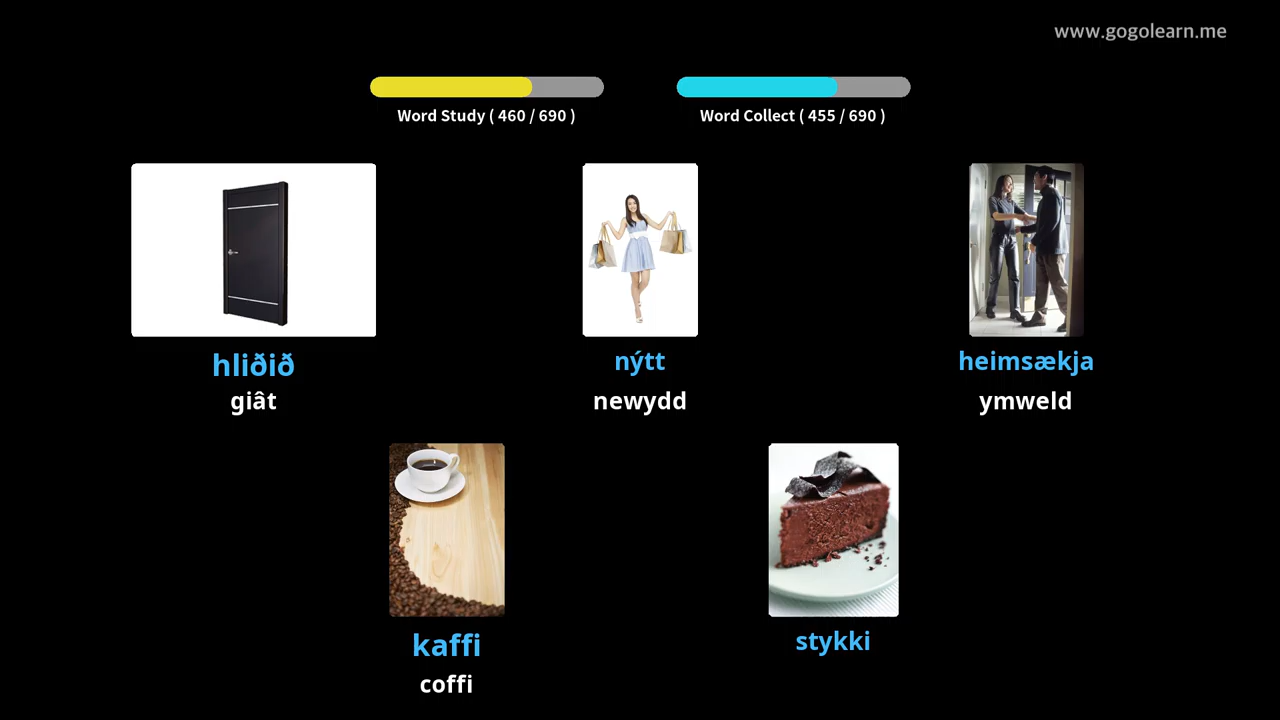 www.gogolearn.me
Word Study ( 460 / 690 )
Word Collect ( 455 / 690 )
hliðið
giât
nýtt
newydd
heimsækja
ymweld
kaffi
coffi
stykki